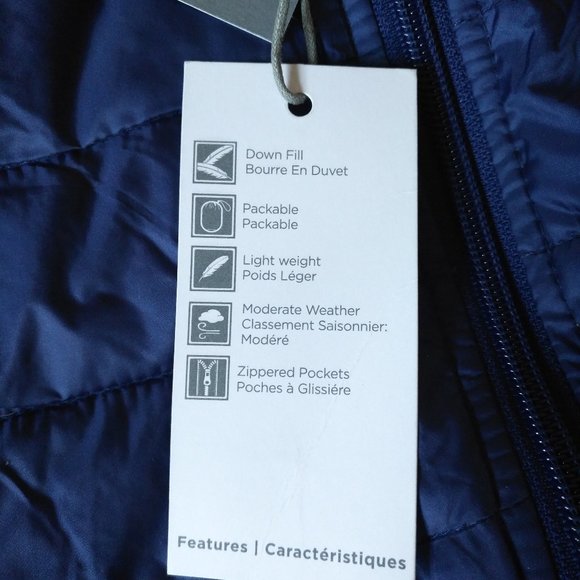 Down Fill
Bourre En Duvet
Packable
Packable
Light weight
Poids Léger
Moderate Weather
Classement Saisonnier:
Modéré
Zippered Pockets
Poches à Glissiére
Features | Caractéristiques